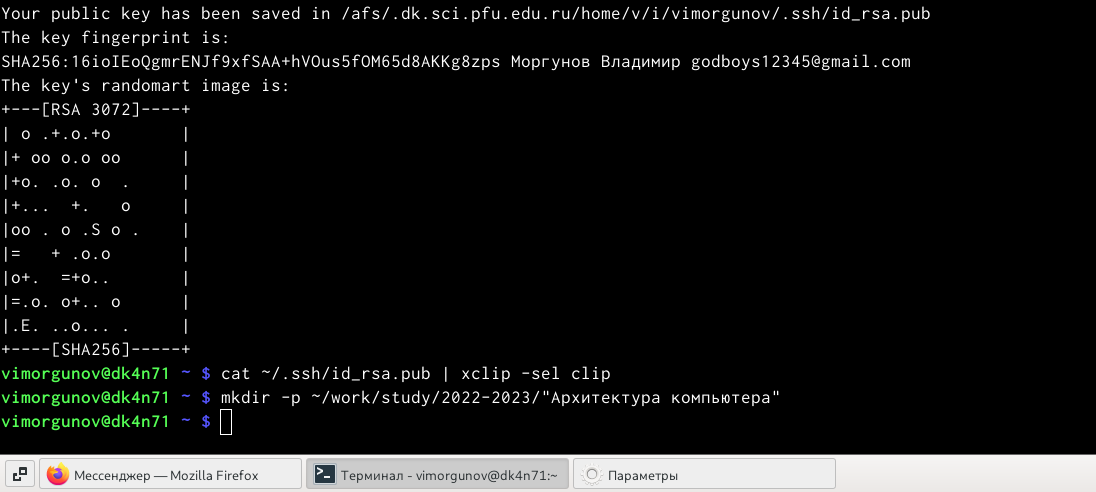 Your public key has been saved in /afs/.dk.sci.pfu.edu.ru/home/v/i/vimorgunov/.ssh/id_rsa.pub
The key fingerprint is:
SHA256:16ioIEoQgmrENJf9xfSAA+hVOus5fOM65d8AKKg8zps Моргунов Владимир godboys12345@gmail.com
The key's randomart image is:
+---[RSA 3072]----+
| o .+.o.+o       |
|+ oo o.o oo      |
|+o. .o. o  .     |
|+...  +.   o     |
|oo . o .S o .    |
|=   + .o.o       |
|o+.  =+o..       |
|=.o. o+.. o      |
|.E. ..o... .     |
+----[SHA256]-----+
vimorgunov@dk4n71 ~ $ cat ~/.ssh/id_rsa.pub | xclip -sel clip
vimorgunov@dk4n71 ~ $ mkdir -p ~/work/study/2022-2023/"Архитектура компьютера"
vimorgunov@dk4n71 ~ $
Мессенджер — Mozilla Firefox
Терминал - vimorgunov@dk4n71:~
Параметры